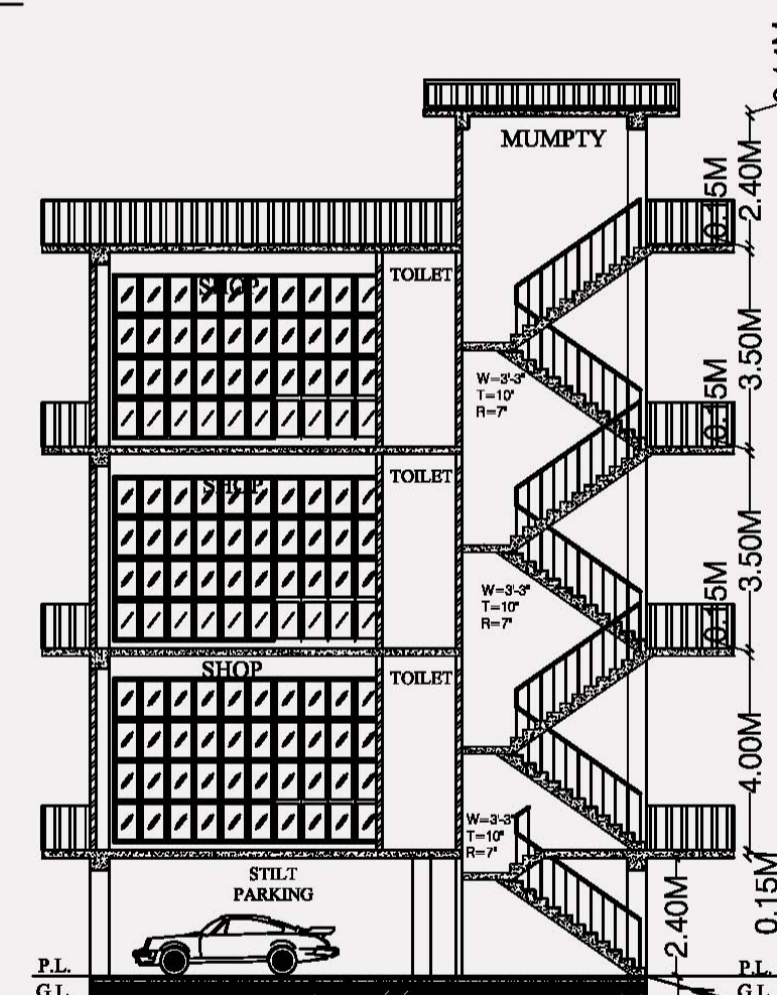 MUMPTY
2.40M
0.15M
SHOP
TOILET
3.50M
W=3'-3"
T=10"
R=7"
0.15M
SHOP
TOILET
3.50M
W=3'-3"
T=10"
R=7"
0.15M
SHOP
TOILET
4.00M
W=3'-3"
T=10"
R=7"
STILT
PARKING
2.40M
0.15M
P.L.
P.L.
G.L.
G.L.